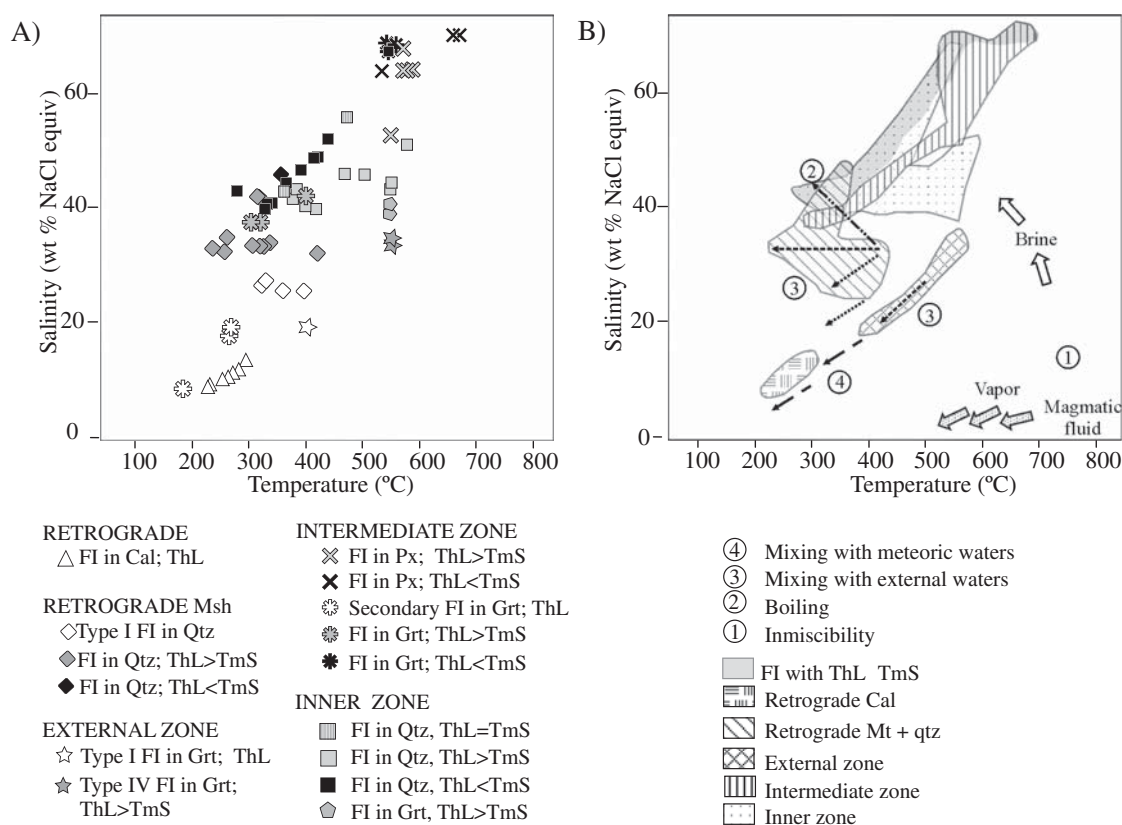 A)
Salinity (wt % NaCl equiv)
60
40
20
0
100 200 300 400 500 600 700 800
Temperature (ºC)
B)
Salinity (wt % NaCl equiv)
60
40
20
0
2
3
3
4
Brine
1
Vapor
Magmatic
fluid
100 200 300 400 500 600 700 800
Temperature (ºC)
RETROGRADE
FI in Cal; ThL
RETROGRADE Msh
Type I FI in Qtz
FI in Qtz; ThL>TmS
FI in Qtz; ThL<TmS
EXTERNAL ZONE
Type I FI in Grt; ThL
Type IV FI in Grt;
ThL>TmS
INTERMEDIATE ZONE
FI in Px; ThL>TmS
FI in Px; ThL<TmS
Secondary FI in Grt; ThL
FI in Grt; ThL>TmS
FI in Grt; ThL<TmS
INNER ZONE
FI in Qtz, ThL=TmS
FI in Qtz, ThL>TmS
FI in Qtz, ThL<TmS
FI in Grt, ThL>TmS
4 Mixing with meteoric waters
3 Mixing with external waters
2 Boiling
1 Inmiscibility
FI with ThL TmS
Retrograde Cal
Retrograde Mt + qtz
External zone
Intermediate zone
Inner zone